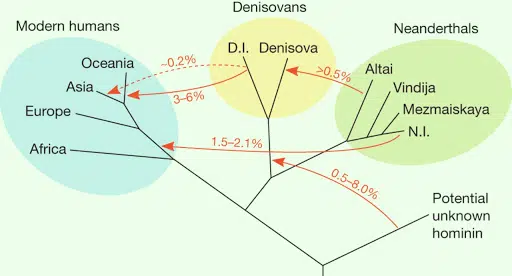 Modern humans
Denisovans
Neanderthals
Oceania
Asia
Europe
Africa
D.I.
Denisova
Altai
Vindija
Mezmaiskaya
N.I.
~0.2%
3–6%
>0.5%
1.5–2.1%
0.5–8.0%
Potential
unknown
hominin